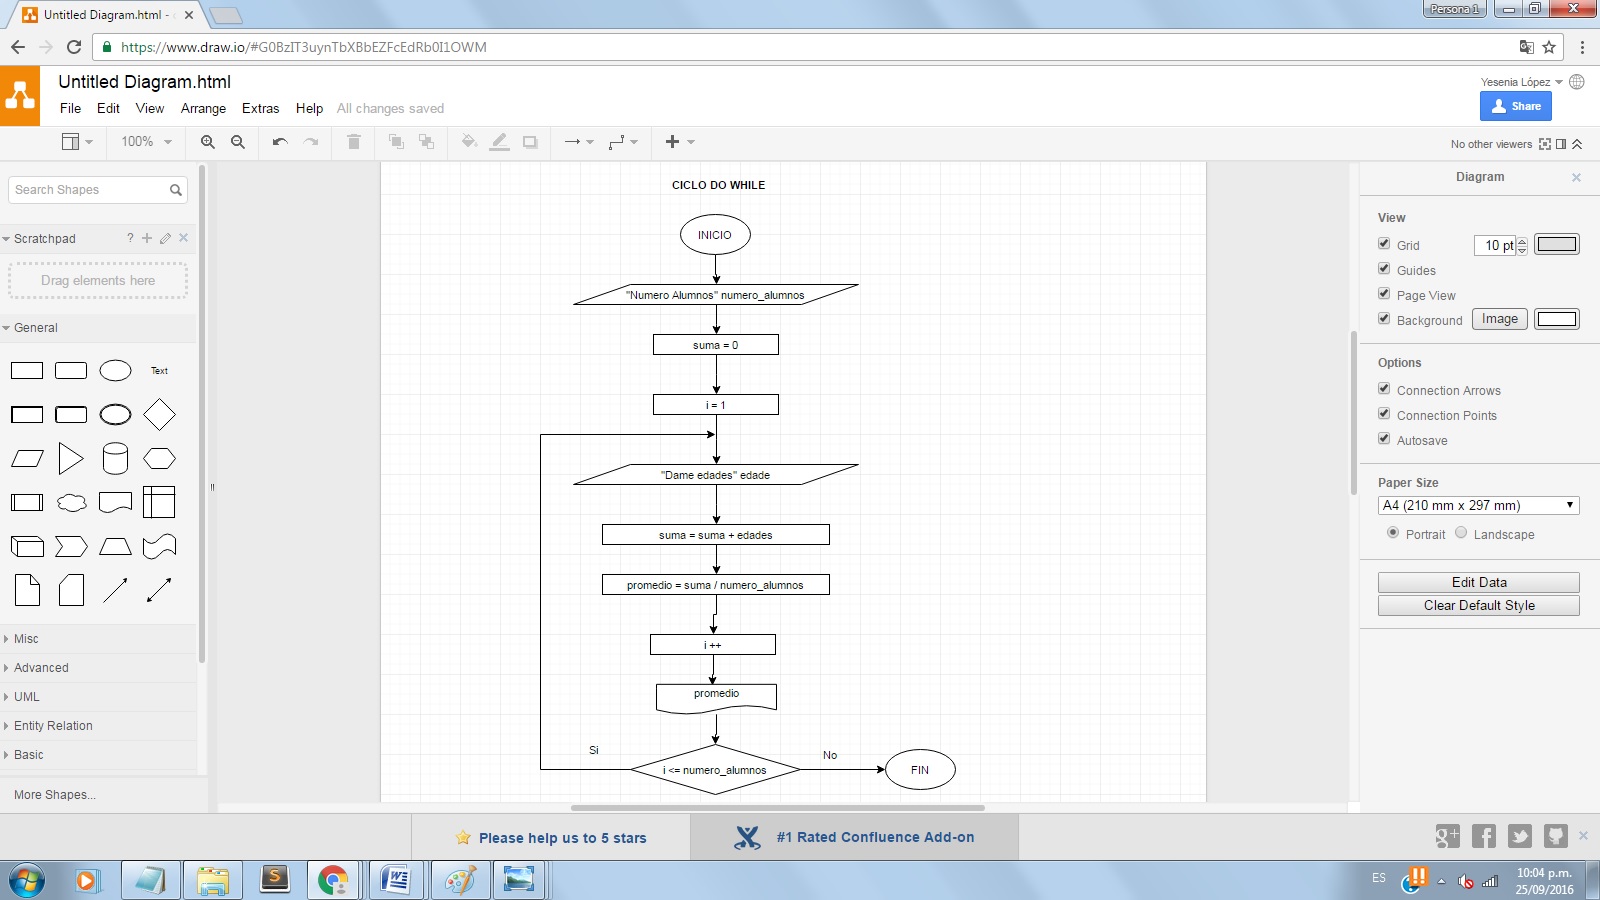 Untitled Diagram.html -
Persona 1
https://www.draw.io/#G0BzIT3uynTbXBbEZFcEdRb0I1OWM
Untitled Diagram.html
Yesenia López
File Edit View Arrange Extras Help All changes saved
Share
100%
No other viewers
Search Shapes
Scratchpad
?
Drag elements here
General
Text
Misc
Advanced
UML
Entity Relation
Basic
More Shapes...
CICLO DO WHILE
INICIO
"Numero Alumnos" numero_alumnos
suma = 0
i = 1
"Dame edades" edade
suma = suma + edades
promedio = suma / numero_alumnos
i ++
promedio
Si
i <= numero_alumnos
No
FIN
Diagram
View
Grid 10 pt
Guides
Page View
Background Image
Options
Connection Arrows
Connection Points
Autosave
Paper Size
A4 (210 mm x 297 mm)
Portrait Landscape
Edit Data
Clear Default Style
Please help us to 5 stars
#1 Rated Confluence Add-on
g+
S
W
ES
10:04 p.m.
25/09/2016